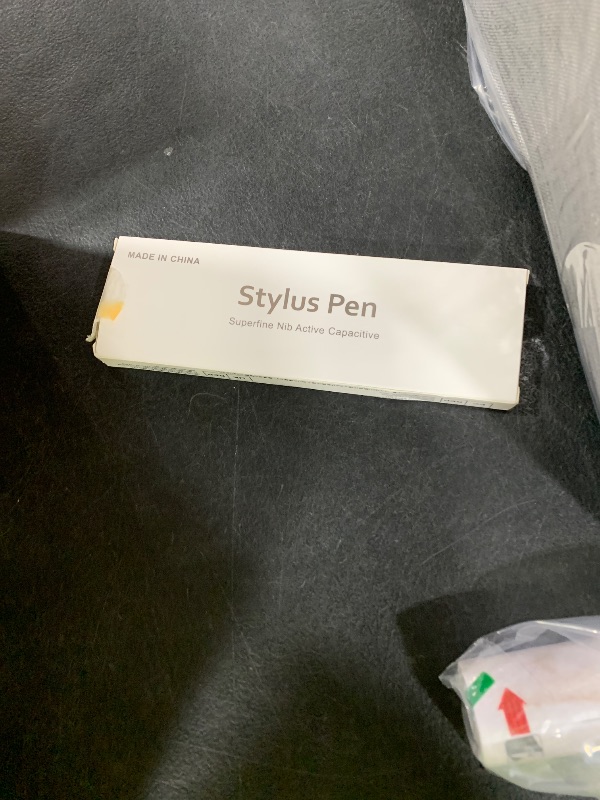 MADE IN CHINA
Stylus Pen
Superfine Nib Active Capacitive